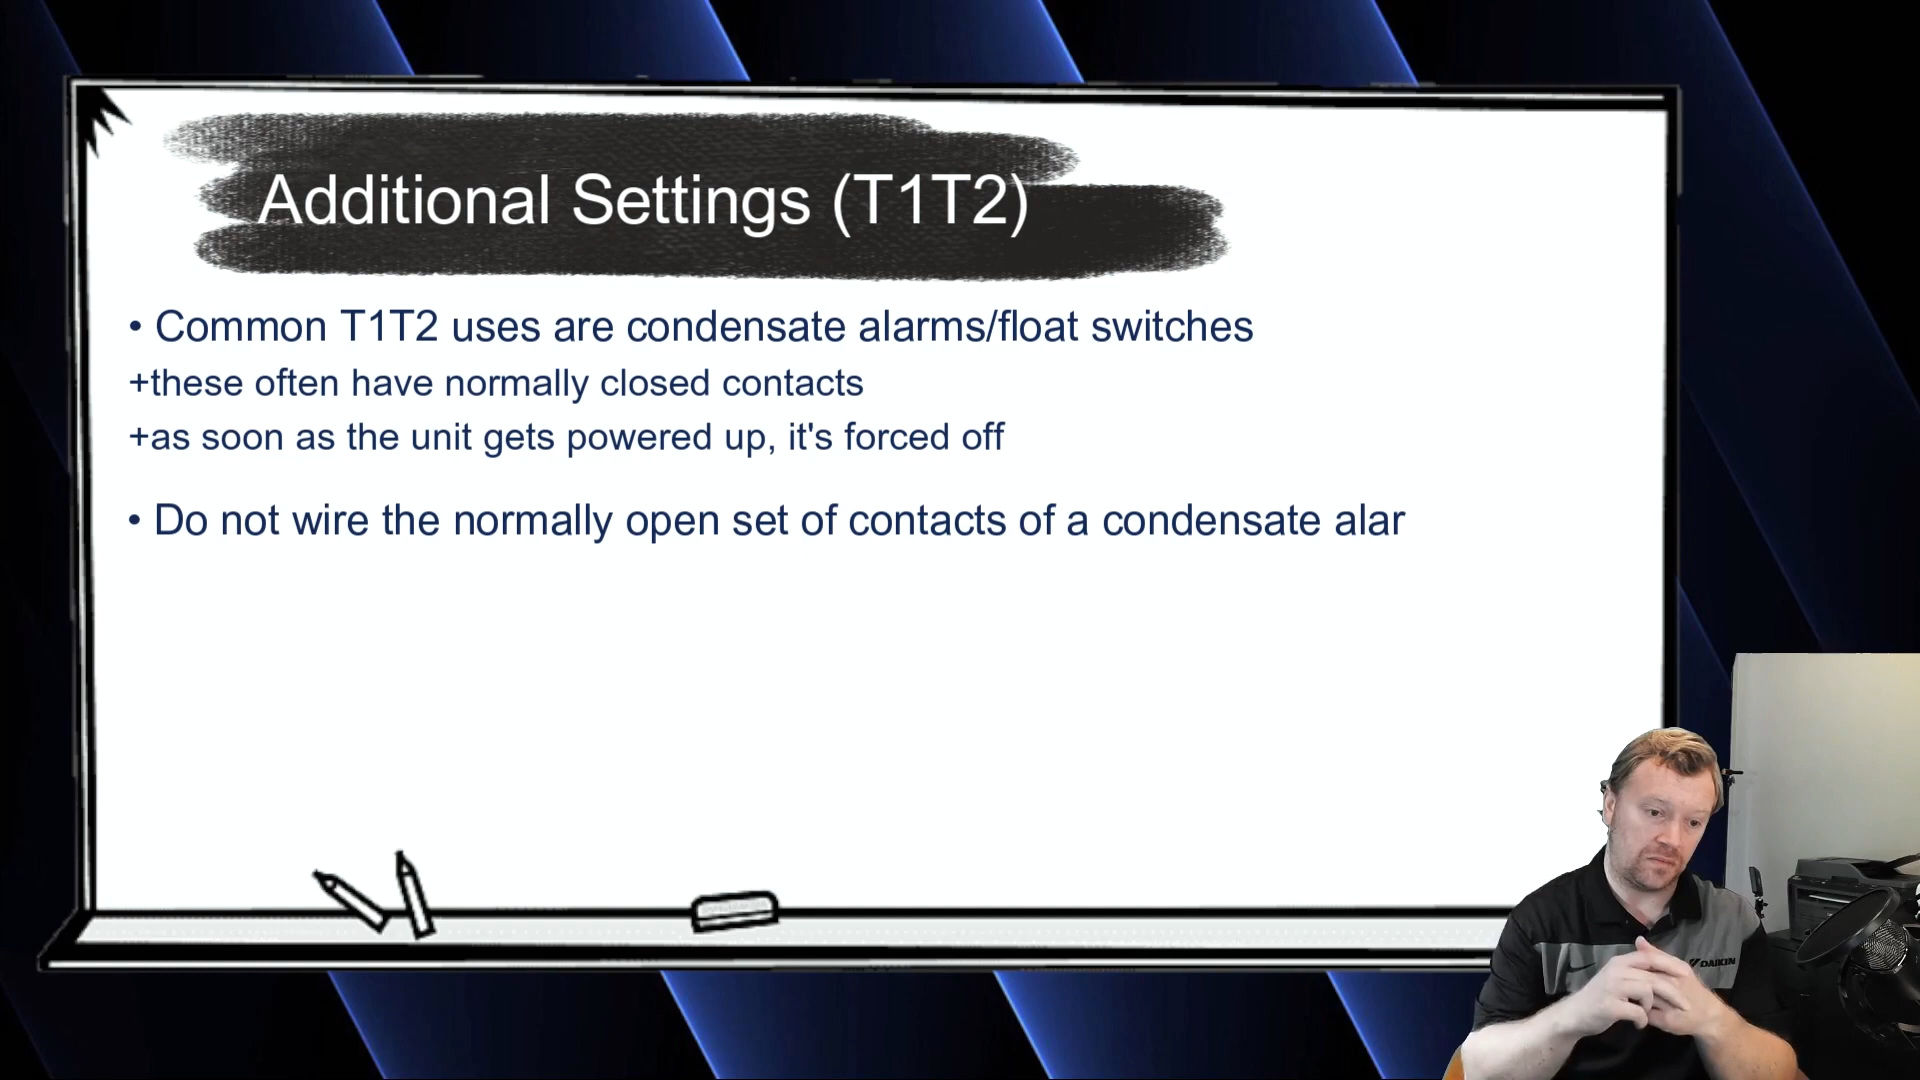 Additional Settings (T1T2)
• Common T1T2 uses are condensate alarms/float switches
+these often have normally closed contacts
+as soon as the unit gets powered up, it's forced off
• Do not wire the normally open set of contacts of a condensate alar
DAIKIN